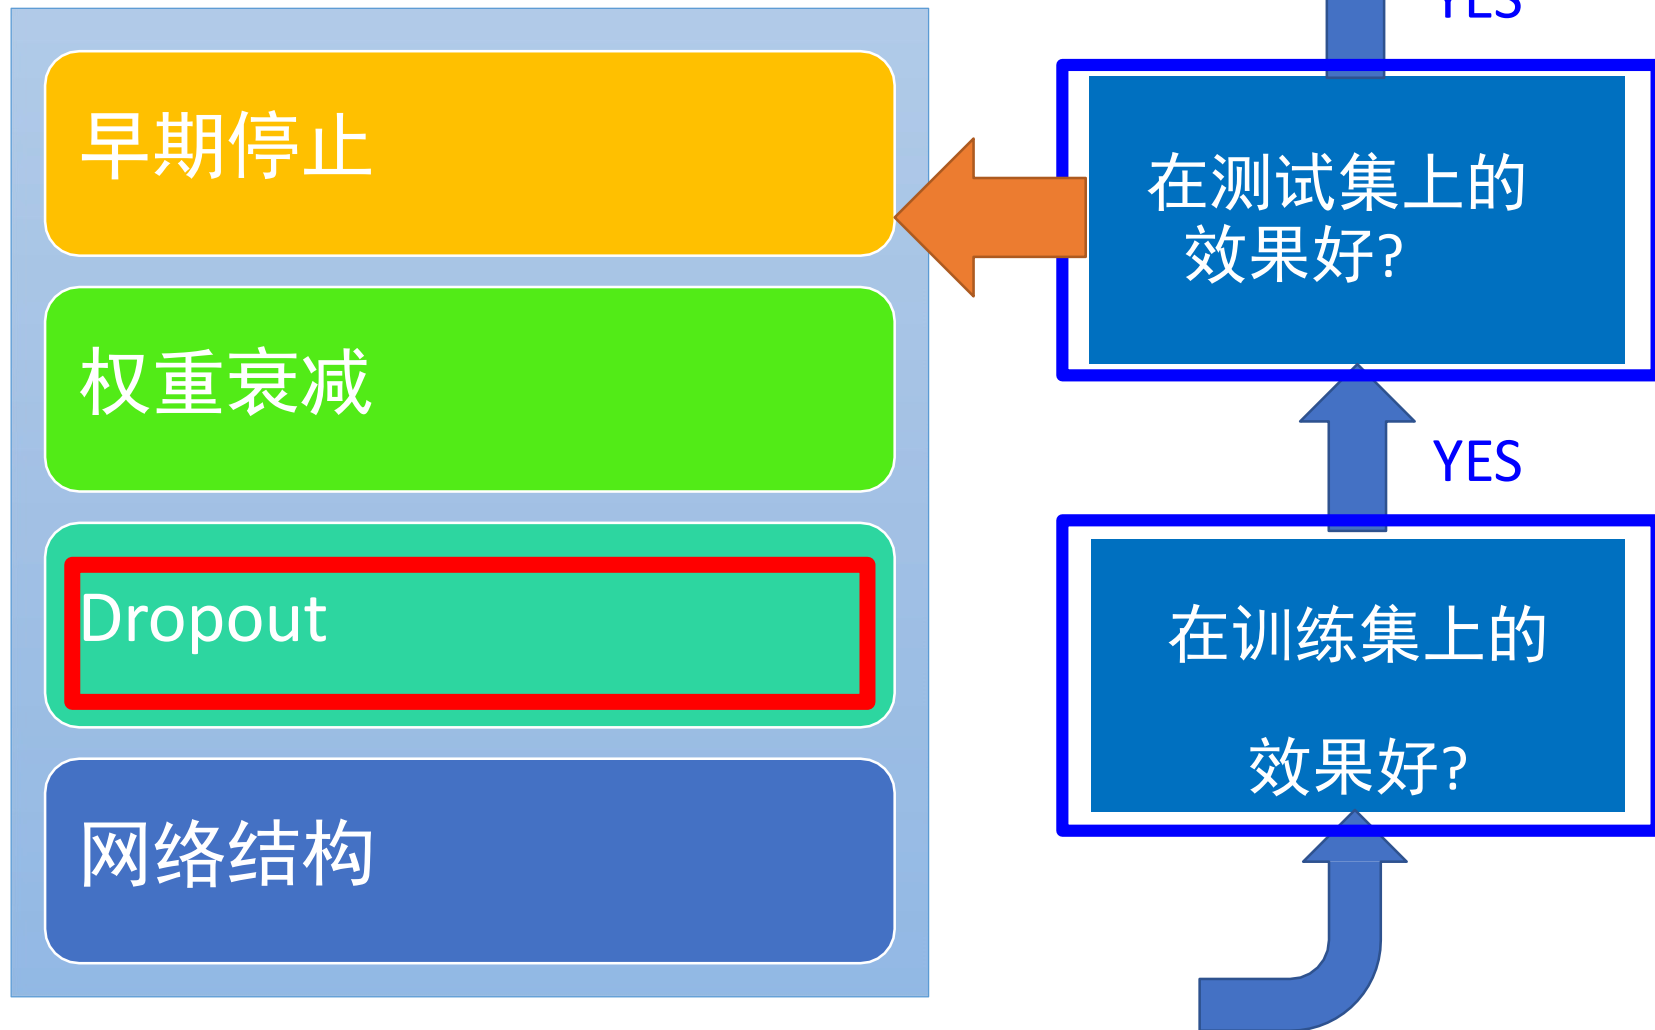 早期停止
权重衰减
Dropout
网络结构
YES
在测试集上的
效果好?
YES
在训练集上的
效果好?